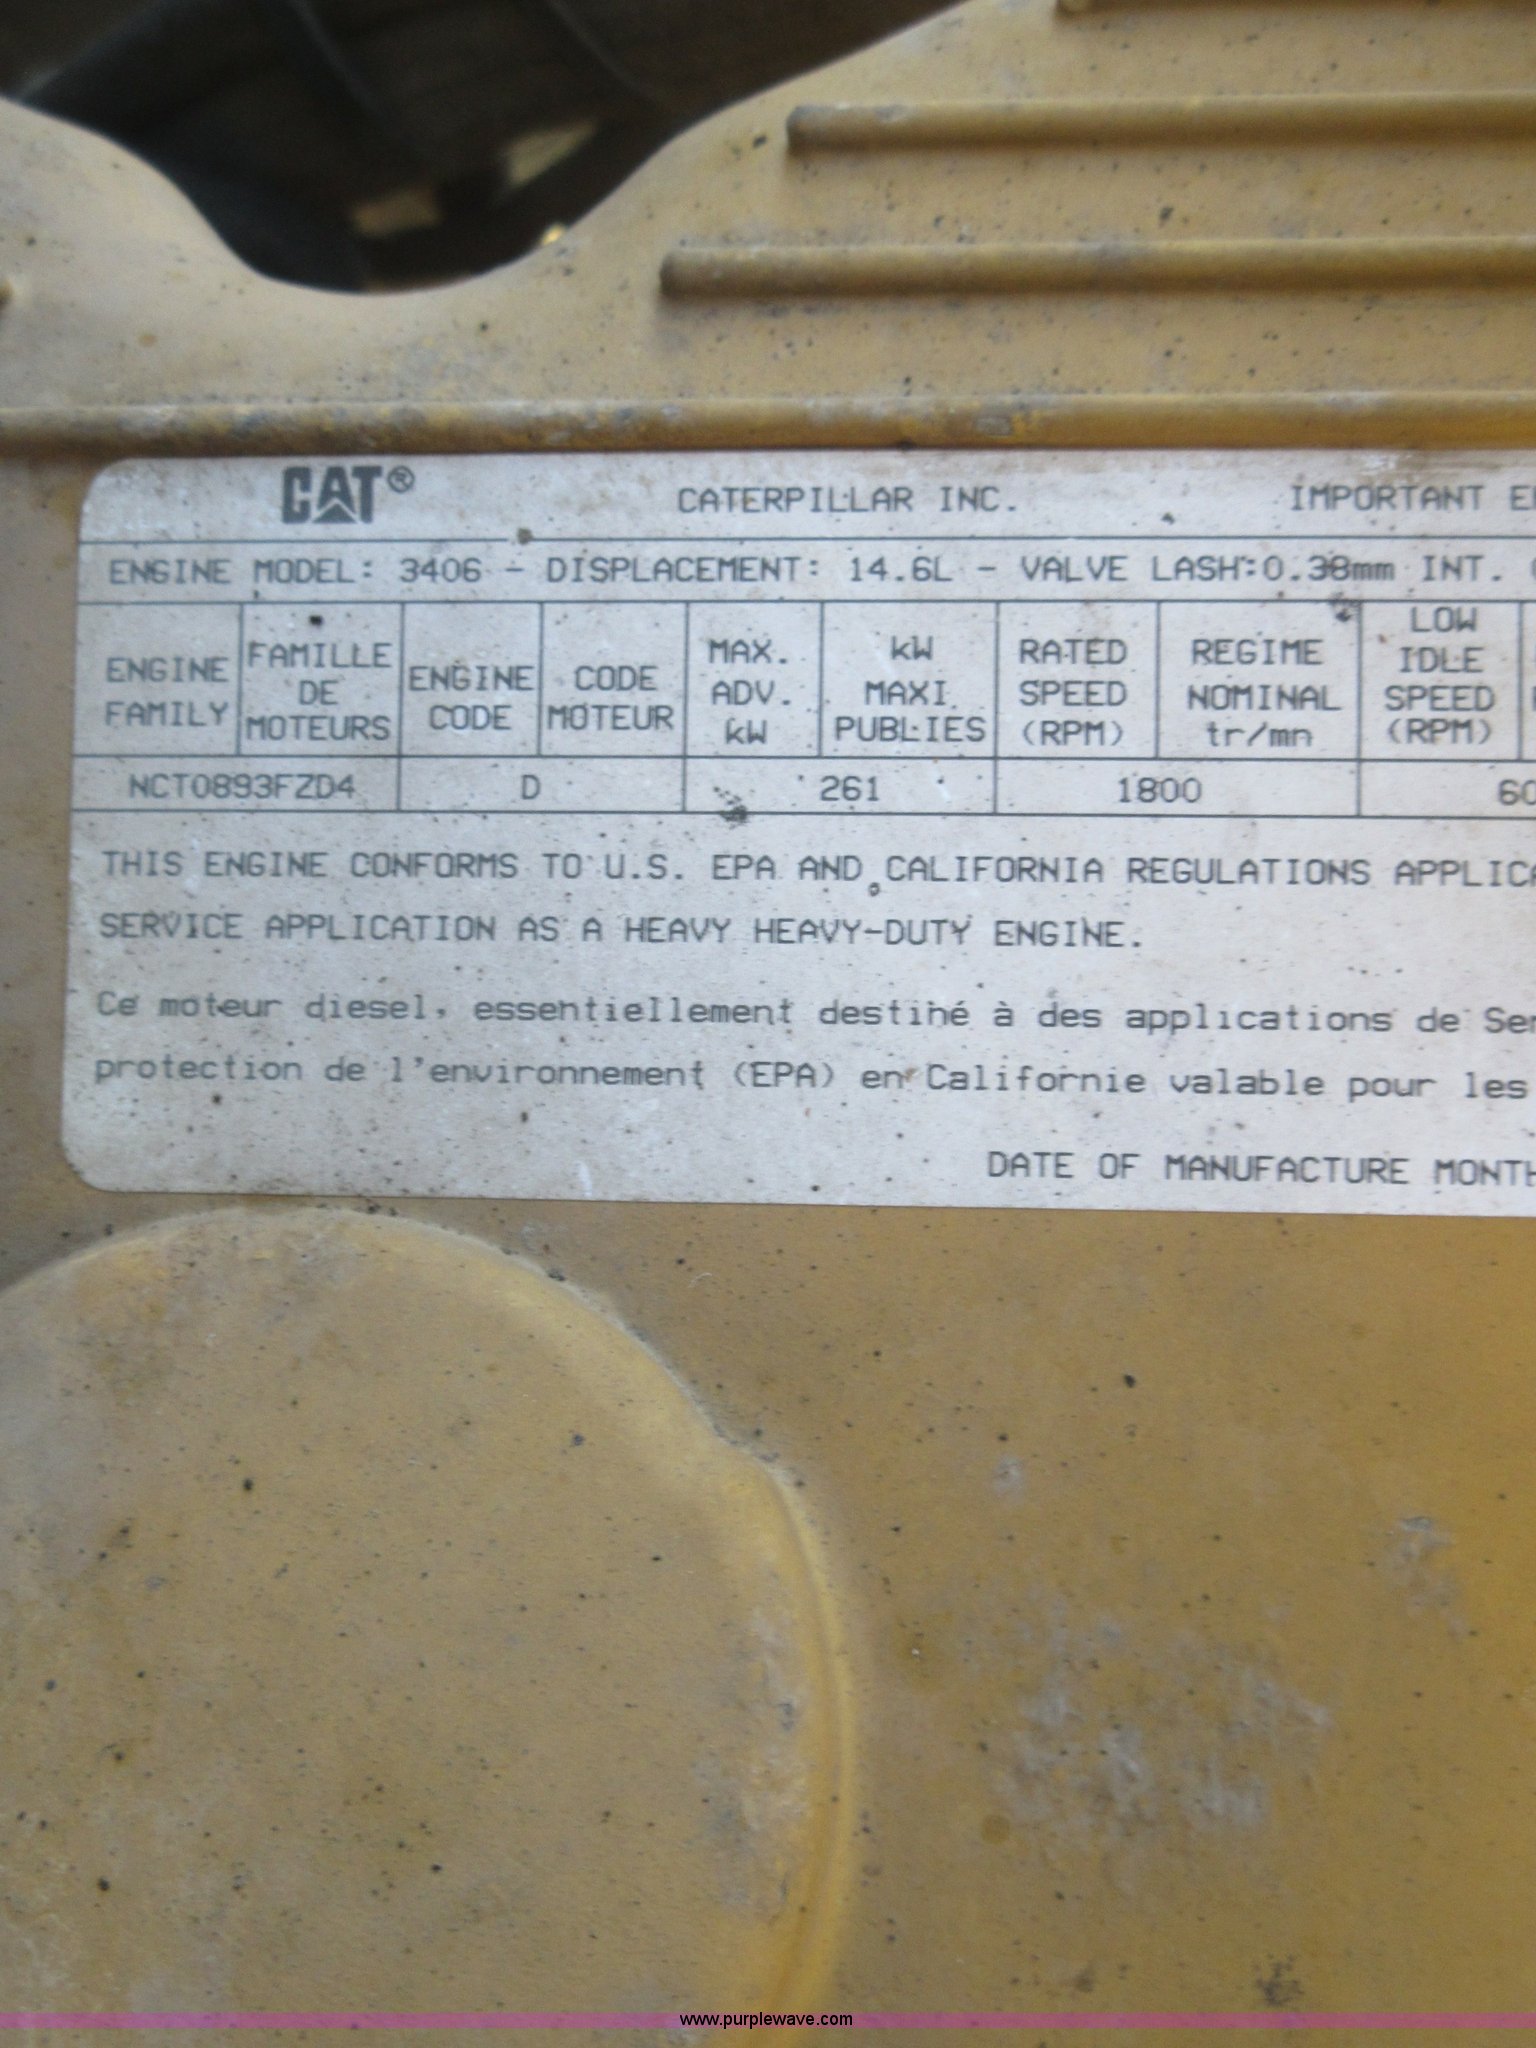 CAT® CATERPILLAR INC. IMPORTANT
ENGINE MODEL: 3406 - DISPLACEMENT: 14.6L - VALVE LASH:0.38mm INT.
ENGINE FAMILY
FAMILLE DE MOTEURS
ENGINE CODE
CODE MOTEUR
MAX. ADV. kW
kW MAXI PUBLIES
RATED SPEED (RPM)
REGIME NOMINAL tr/mn
LOW IDLE SPEED (RPM)
NCT0893FZD4 D 261 1800
THIS ENGINE CONFORMS TO U.S. EPA AND CALIFORNIA REGULATIONS
SERVICE APPLICATION AS A HEAVY HEAVY-DUTY ENGINE.
Ce moteur diesel, essentiellement destiné à des applications de
protection de l'environnement (EPA) en Californie valable pour les
DATE OF MANUFACTURE MONTH
www.purplewave.com